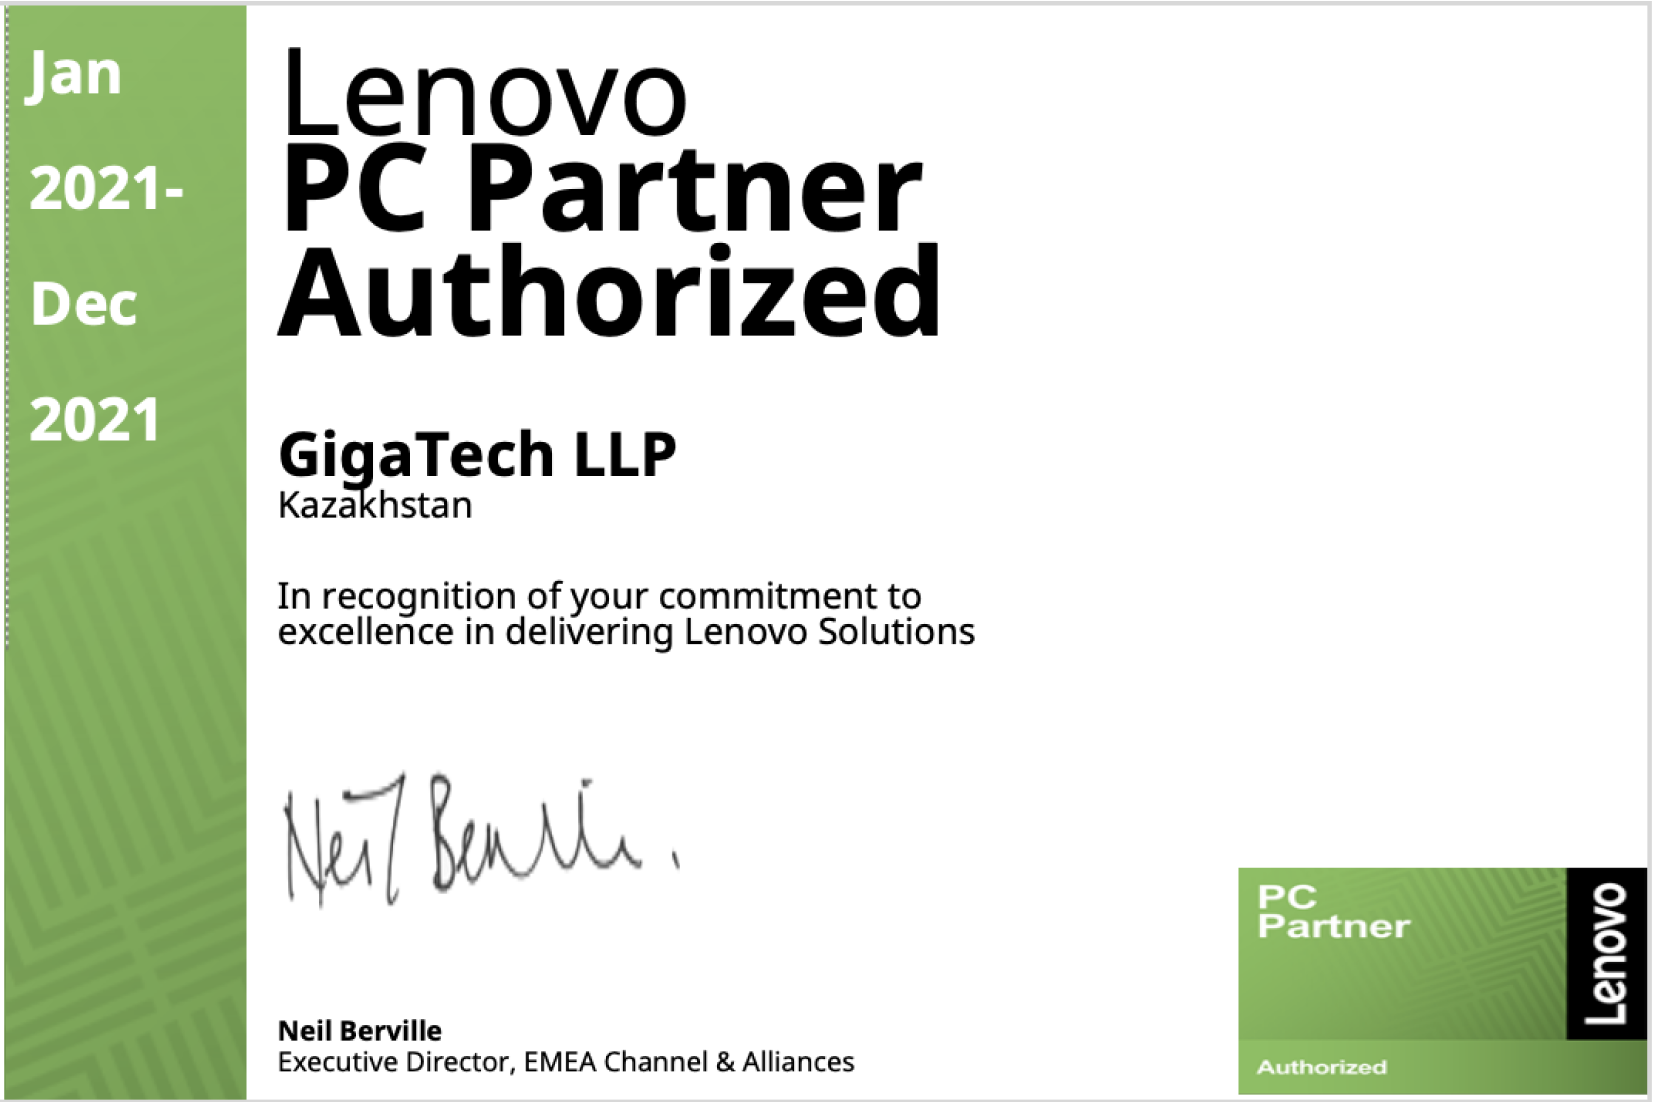 Jan
2021-
Dec
2021
Lenovo
PC Partner
Authorized
GigaTech LLP
Kazakhstan
In recognition of your commitment to
excellence in delivering Lenovo Solutions
Neil Berville.
Neil Berville
Executive Director, EMEA Channel & Alliances
PC
Partner
Lenovo
Authorized